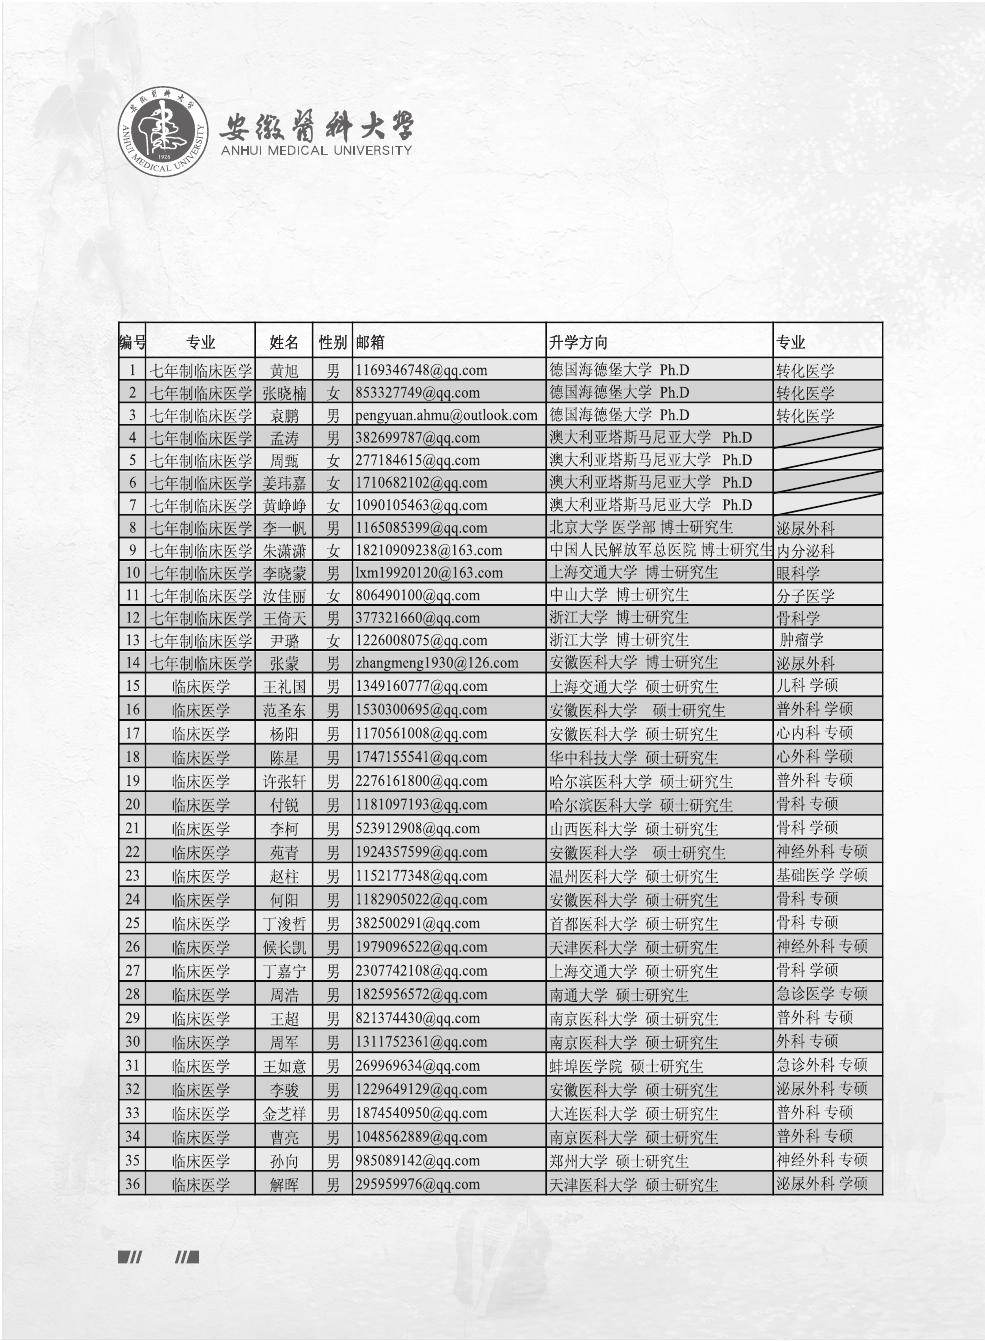 安徽医科大学
ANHUI MEDICAL UNIVERSITY
1926
安徽医科大学
ANHUI MEDICAL UNIVERSITY
编号 专业 姓名 性别 邮箱 升学方向 专业
1 七年制临床医学 黄旭 男 1169346748@qq.com 德国海德堡大学 Ph.D 转化医学
2 七年制临床医学 张晓楠 女 853327749@qq.com 德国海德堡大学 Ph.D 转化医学
3 七年制临床医学 袁鹏 男 pengyuan.ahmu@outlook.com 德国海德堡大学 Ph.D 转化医学
4 七年制临床医学 孟涛 男 382699787@qq.com 澳大利亚塔斯马尼亚大学 Ph.D
5 七年制临床医学 周甄 女 277184615@qq.com 澳大利亚塔斯马尼亚大学 Ph.D
6 七年制临床医学 姜玮嘉 女 1710682102@qq.com 澳大利亚塔斯马尼亚大学 Ph.D
7 七年制临床医学 黄峥峥 女 1090105463@qq.com 澳大利亚塔斯马尼亚大学 Ph.D
8 七年制临床医学 李一帆 男 1165085399@qq.com 北京大学 医学部 博士研究生 泌尿外科
9 七年制临床医学 朱潇潇 女 18210909238@163.com 中国人民解放军总医院 博士研究生 内分泌科
10 七年制临床医学 李晓蒙 男 lxm19920120@163.com 上海交通大学 博士研究生 眼科学
11 七年制临床医学 汝佳丽 女 806490100@qq.com 中山大学 博士研究生 分子医学
12 七年制临床医学 王倚天 男 377321660@qq.com 浙江大学 博士研究生 骨科学
13 七年制临床医学 尹璐 女 1226008075@qq.com 浙江大学 博士研究生 肿瘤学
14 七年制临床医学 张蒙 男 zhangmeng1930@126.com 安徽医科大学 博士研究生 泌尿外科
15 临床医学 王礼国 男 1349160777@qq.com 上海交通大学 硕士研究生 儿科 学硕
16 临床医学 范圣东 男 1530300695@qq.com 安徽医科大学 硕士研究生 普外科 学硕
17 临床医学 杨阳 男 1170561008@qq.com 安徽医科大学 硕士研究生 心内科 专硕
18 临床医学 陈星 男 1747155541@qq.com 华中科技大学 硕士研究生 心外科 学硕
19 临床医学 许张轩 男 2276161800@qq.com 哈尔滨医科大学 硕士研究生 普外科 专硕
20 临床医学 付锐 男 1181097193@qq.com 哈尔滨医科大学 硕士研究生 骨科 专硕
21 临床医学 李柯 男 523912908@qq.com 山西医科大学 硕士研究生 骨科 学硕
22 临床医学 苑青 男 1924357599@qq.com 安徽医科大学 硕士研究生 神经外科 专硕
23 临床医学 赵柱 男 1152177348@qq.com 温州医科大学 硕士研究生 基础医学 学硕
24 临床医学 何阳 男 1182905022@qq.com 安徽医科大学 硕士研究生 骨科 专硕
25 临床医学 丁浚哲 男 382500291@qq.com 首都医科大学 硕士研究生 骨科 专硕
26 临床医学 候长凯 男 1979096522@qq.com 天津医科大学 硕士研究生 神经外科 专硕
27 临床医学 丁嘉宁 男 2307742108@qq.com 上海交通大学 硕士研究生 骨科 学硕
28 临床医学 周浩 男 1825956572@qq.com 南通大学 硕士研究生 急诊医学 专硕
29 临床医学 王超 男 821374430@qq.com 南京医科大学 硕士研究生 普外科 专硕
30 临床医学 周军 男 1311752361@qq.com 南京医科大学 硕士研究生 外科 专硕
31 临床医学 王如意 男 269969634@qq.com 蚌埠医学院 硕士研究生 急诊外科 专硕
32 临床医学 李骏 男 1229649129@qq.com 安徽医科大学 硕士研究生 泌尿外科 专硕
33 临床医学 金芝祥 男 1874540950@qq.com 大连医科大学 硕士研究生 普外科 专硕
34 临床医学 曹亮 男 1048562889@qq.com 南京医科大学 硕士研究生 普外科 专硕
35 临床医学 孙向 男 985089142@qq.com 郑州大学 硕士研究生 神经外科 专硕
36 临床医学 解晖 男 295959976@qq.com 天津医科大学 硕士研究生 泌尿外科 学硕